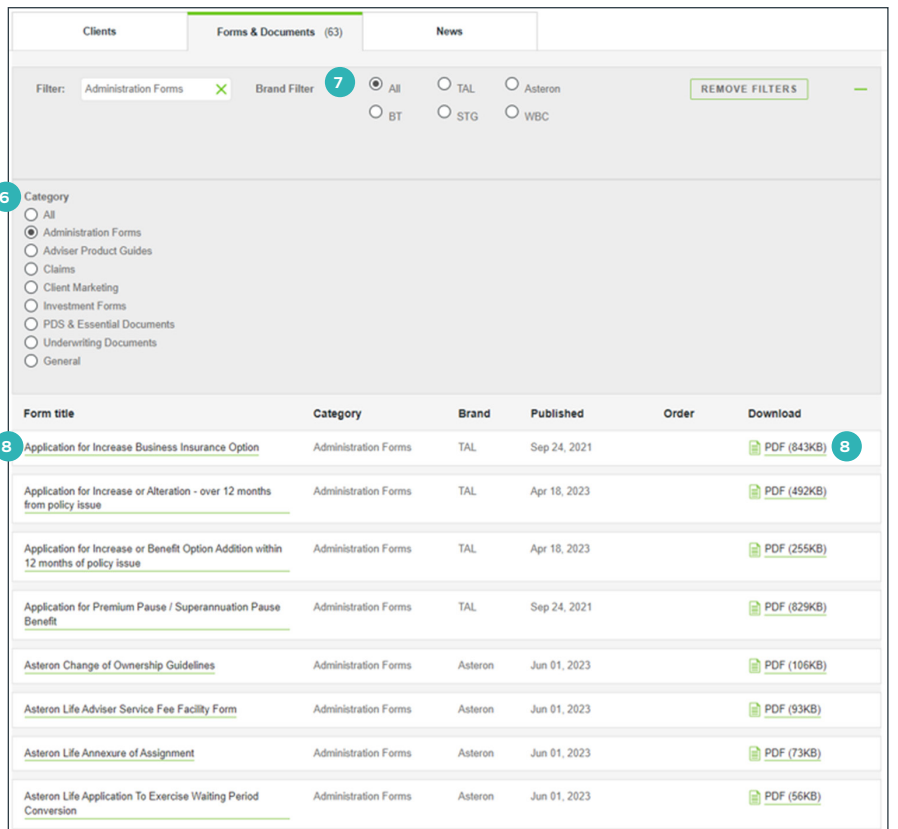 Clients Forms & Documents (63) News
Filter: Administration Forms Brand Filter 7 All TAL Asteron REMOVE FILTERS
BT STG WBC
6 Category
All
Administration Forms
Adviser Product Guides
Claims
Client Marketing
Investment Forms
PDS & Essential Documents
Underwriting Documents
General
Form title Category Brand Published Order Download
8 Application for Increase Business Insurance Option Administration Forms TAL Sep 24, 2021 PDF (843KB) 8
Application for Increase or Alteration - over 12 months Administration Forms TAL Apr 18, 2023 PDF (492KB)
from policy issue
Application for Increase or Benefit Option Addition within Administration Forms TAL Apr 18, 2023 PDF (255KB)
12 months of policy issue
Application for Premium Pause / Superannuation Pause Administration Forms TAL Sep 24, 2021 PDF (829KB)
Benefit
Asteron Change of Ownership Guidelines Administration Forms Asteron Jun 01, 2023 PDF (106KB)
Asteron Life Adviser Service Fee Facility Form Administration Forms Asteron Jun 01, 2023 PDF (93KB)
Asteron Life Annexure of Assignment Administration Forms Asteron Jun 01, 2023 PDF (73KB)
Asteron Life Application To Exercise Waiting Period Administration Forms Asteron Jun 01, 2023 PDF (56KB)
Conversion